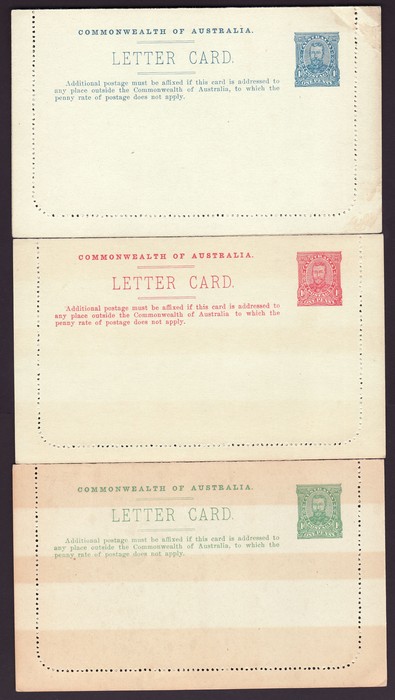 COMMONWEALTH OF AUSTRALIA.
LETTER CARD.
Additional postage must be affixed if this card is addressed to
any place outside the Commonwealth of Australia, to which the
penny rate of postage does not apply.
COMMONWEALTH OF AUSTRALIA.
LETTER CARD.
Additional postage must be affixed if this card is addressed to
any place outside the Commonwealth of Australia, to which the
penny rate of postage does not apply.
COMMONWEALTH OF AUSTRALIA.
LETTER CARD.
Additional postage must be affixed if this card is addressed to
any place outside the Commonwealth of Australia, to which the
penny rate of postage does not apply.